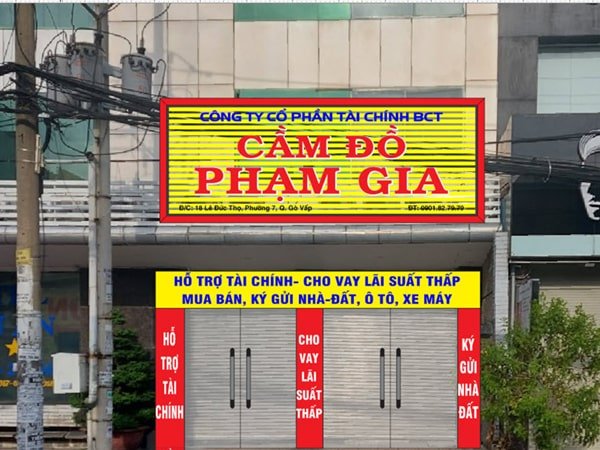 CÔNG TY CỔ PHẦN TÀI CHÍNH BCT
CẦM ĐỒ
PHẠM GIA
Đ/C: 18 Lê Đức Thọ, Phường 7, Q. Gò Vấp
ĐT: 0901.82 79.79
HỖ TRỢ TÀI CHÍNH- CHO VAY LÃI SUẤT THẤP
MUA BÁN, KÝ GỬI NHÀ-ĐẤT, Ô TÔ, XE MÁY
HỖ
TRỢ
TÀI
CHÍNH
CHO
VAY
LÃI
SUẤT
THẤP
KÝ
GỬI
NHÀ
ĐẤT